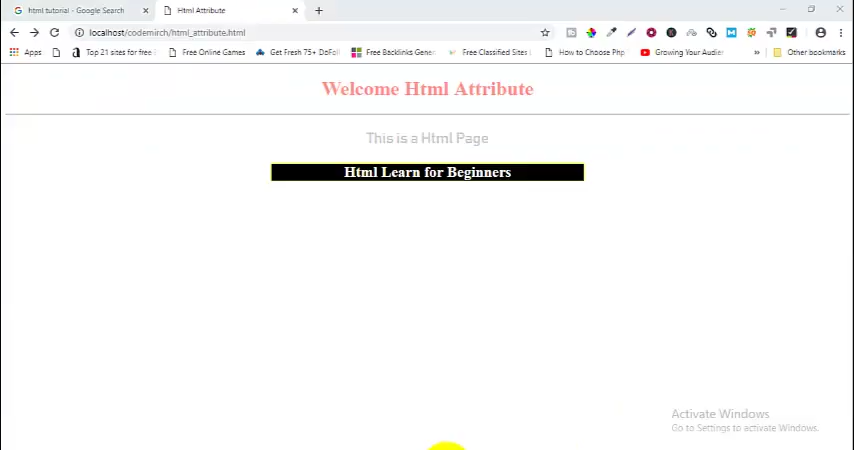 html tutorial - Google Search
Html Attribute
localhost/codemirch/html_attribute.html
Apps
Top 21 sites for free
Free Online Games
Get Fresh 75+ DoFoll
Free Backlinks Gener
Free Classified Sites
How to Choose Php
Growing Your Audier
»
Other bookmarks
Welcome Html Attribute
This is a Html Page
Html Learn for Beginners
Activate Windows
Go to Settings to activate Windows.